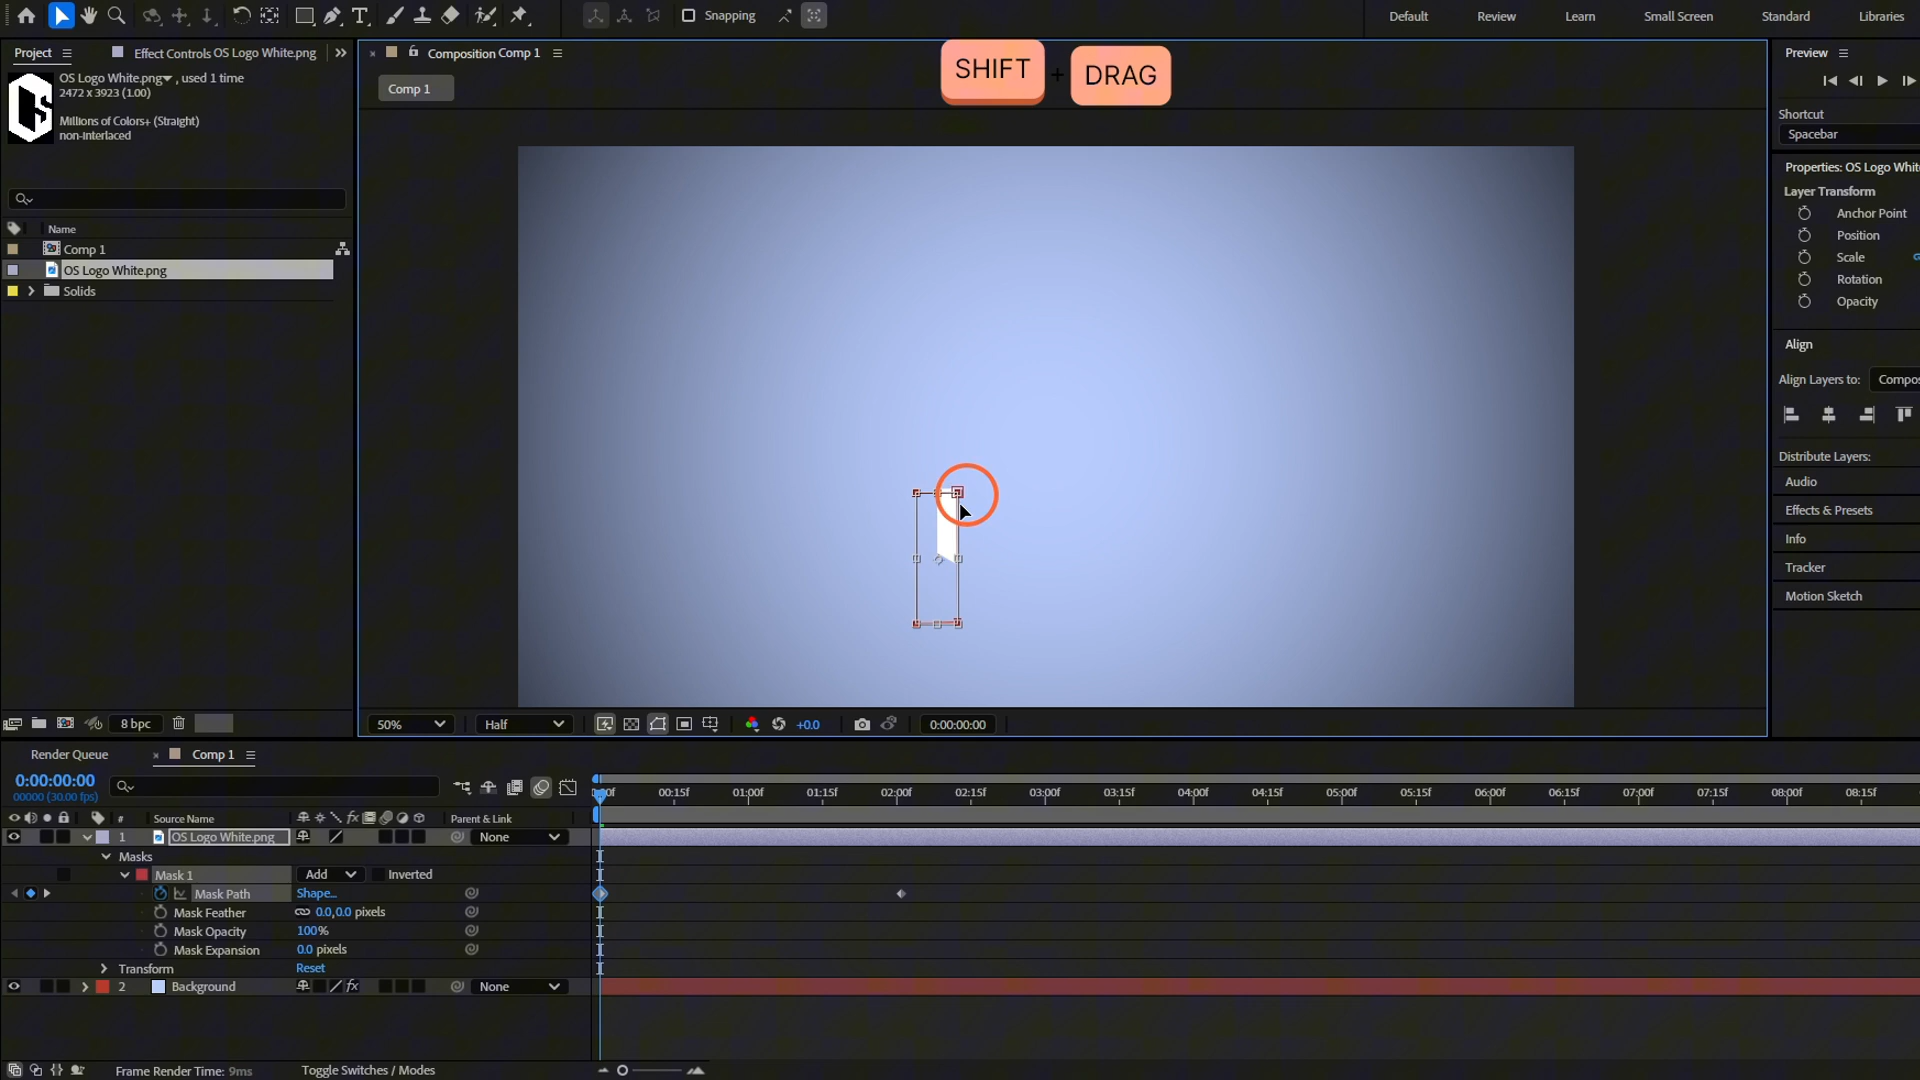 Snapping
Default
Review
Learn
Small Screen
Standard
Libraries
Project
Effect Controls OS Logo White.png
Composition Comp 1
SHIFT
+
DRAG
Preview
OS Logo White.png , used 1 time
2472 x 3923 (1.00)
Millions of Colors+ (Straight)
non-interlaced
Comp 1
Shortcut
Spacebar
Properties: OS Logo Whit
Layer Transform
Anchor Point
Position
Scale
Rotation
Opacity
Name
Comp 1
OS Logo White.png
Solids
Align
Align Layers to:
Compos
Distribute Layers:
Audio
Effects & Presets
Info
Tracker
Motion Sketch
8 bpc
50%
Half
+0.0
0:00:00:00
Render Queue
Comp 1
0:00:00:00
00000 (30.00 fps)
00:15f
01:00f
01:15f
02:00f
02:15f
03:00f
03:15f
04:00f
04:15f
05:00f
05:15f
06:00f
06:15f
07:00f
07:15f
08:00f
08:15f
#
Source Name
fx
Parent & Link
1
OS Logo White.png
None
Masks
Mask 1
Add
Inverted
Mask Path
Shape...
Mask Feather
0.0,0.0 pixels
Mask Opacity
100%
Mask Expansion
0.0 pixels
Transform
Reset
2
Background
fx
None
Frame Render Time: 9ms
Toggle Switches / Modes